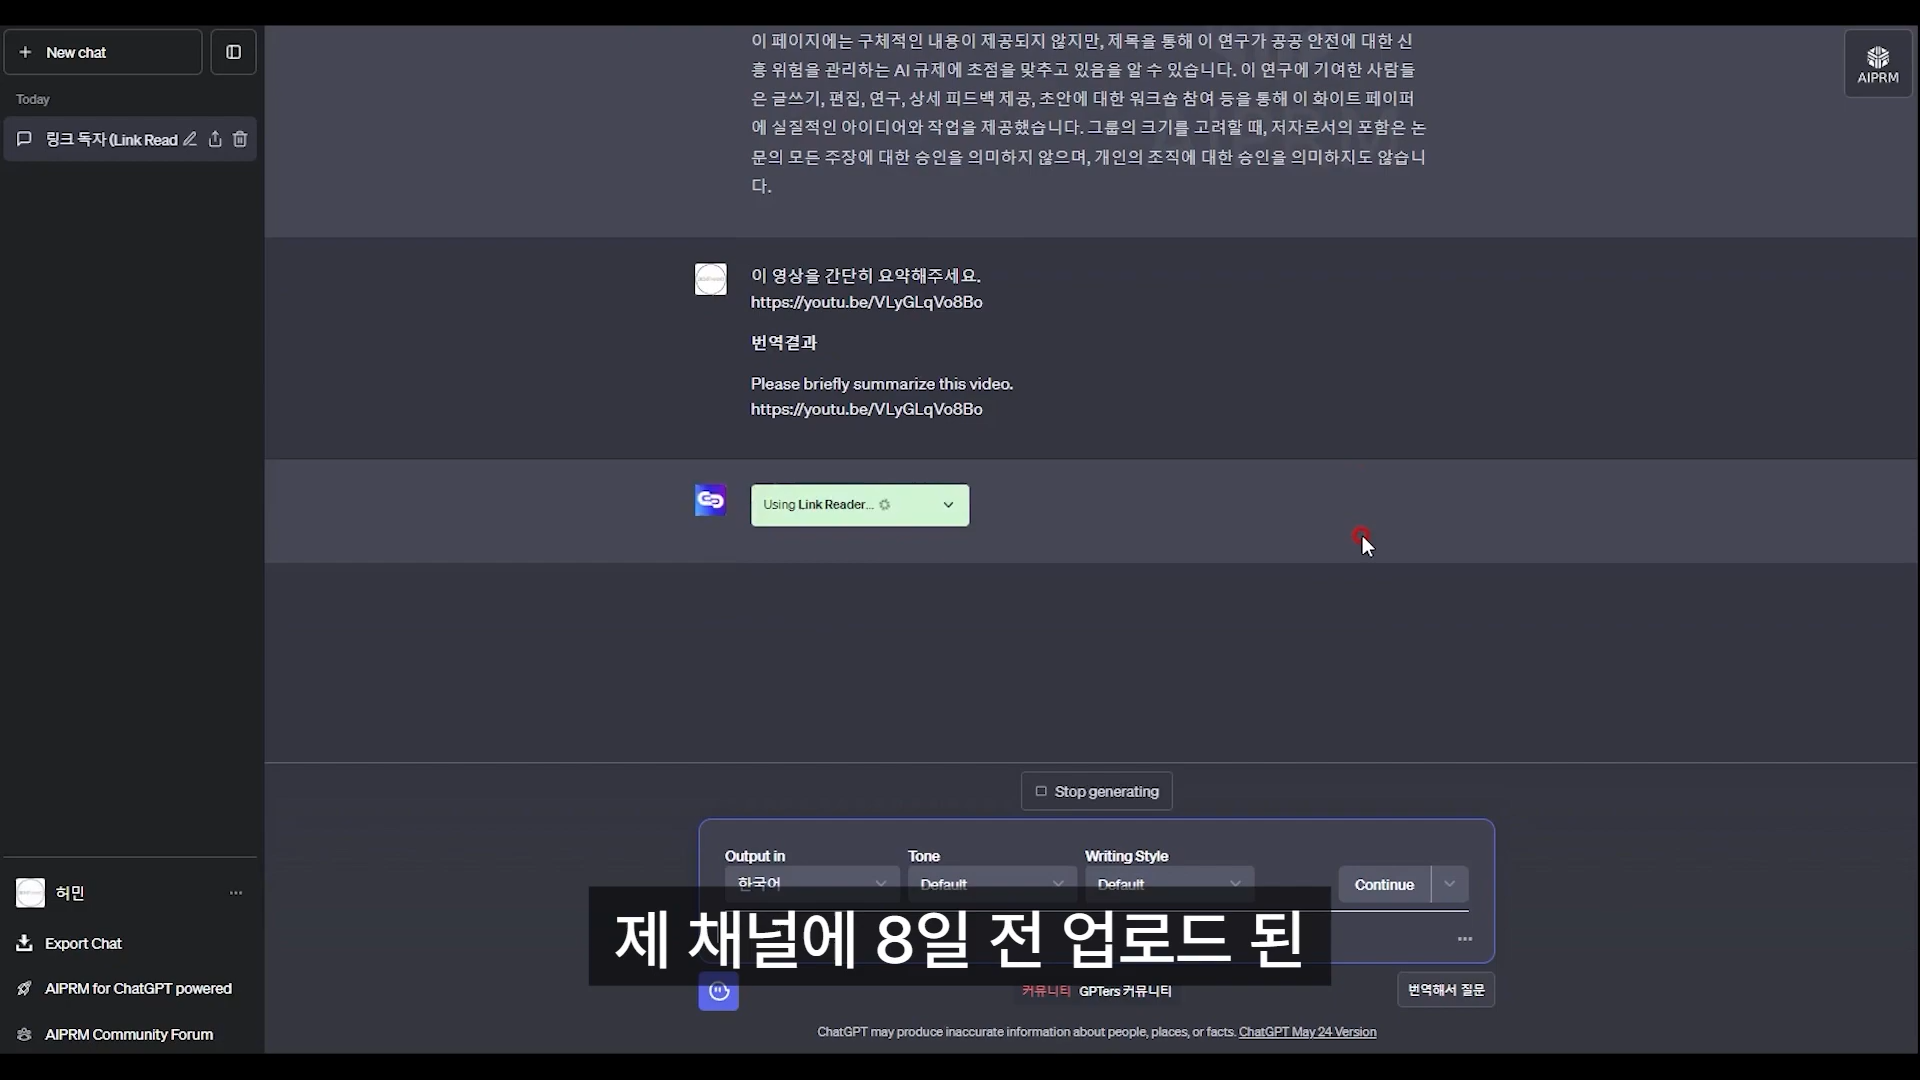 New chat
Today
링크 독자 (Link Read
이 페이지에는 구체적인 내용이 제공되지 않지만, 제목을 통해 이 연구가 공공 안전에 대한 신
흥 위험을 관리하는 AI 규제에 초점을 맞추고 있음을 알 수 있습니다. 이 연구에 기여한 사람들
은 글쓰기, 편집, 연구, 상세 피드백 제공, 초안에 대한 워크숍 참여 등을 통해 이 화이트 페이퍼
에 실질적인 아이디어와 작업을 제공했습니다. 그룹의 크기를 고려할 때, 저자로서의 포함은 논
문의 모든 주장에 대한 승인을 의미하지 않으며, 개인의 조직에 대한 승인을 의미하지도 않습니
다.
AIPRM
이 영상을 간단히 요약해주세요.
https://youtu.be/VLyGLqVo8Bo
번역결과
Please briefly summarize this video.
https://youtu.be/VLyGLqVo8Bo
Using Link Reader...
Stop generating
Output in
Tone
Writing Style
한국어
Default
Default
Continue
제 채널에 8일 전 업로드 된
커뮤니티 GPTers 커뮤니티
번역해서 질문
ChatGPT may produce inaccurate information about people, places, or facts. ChatGPT May 24 Version
허민
Export Chat
AIPRM for ChatGPT powered
AIPRM Community Forum